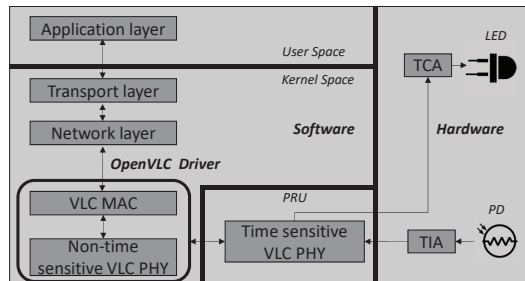 Application layer
User Space
LED
TCA
Kernel Space
Transport layer
Network layer
Software
Hardware
OpenVLC Driver
VLC MAC
PRU
PD
Non-time
sensitive VLC PHY
Time sensitive
VLC PHY
TIA